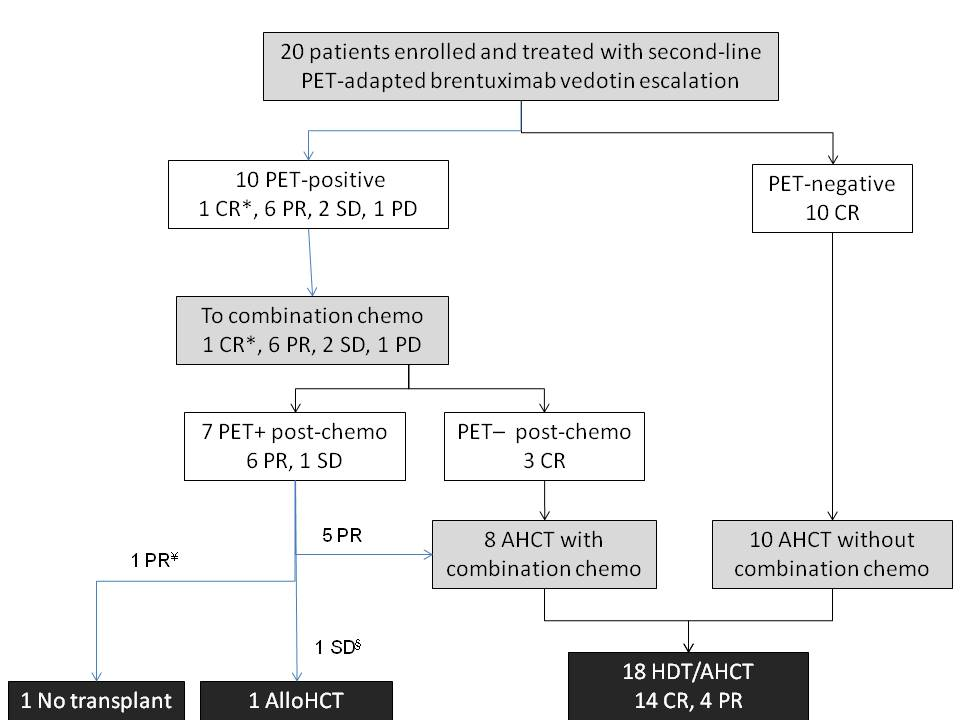 20 patients enrolled and treated with second-line
PET-adapted brentuximab vedotin escalation
10 PET-positive
1 CR*, 6 PR, 2 SD, 1 PD
PET-negative
10 CR
To combination chemo
1 CR*, 6 PR, 2 SD, 1 PD
7 PET+ post-chemo
6 PR, 1 SD
PET– post-chemo
3 CR
5 PR
1 PR¥
8 AHCT with
combination chemo
10 AHCT without
combination chemo
1 SD§
1 No transplant
1 AlloHCT
18 HDT/AHCT
14 CR, 4 PR